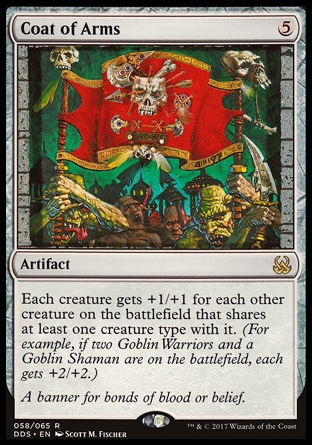 Coat of Arms 5
Artifact
Each creature gets +1/+1 for each other
creature on the battlefield that shares
at least one creature type with it. (For
example, if two Goblin Warriors and a
Goblin Shaman are on the battlefield, each
gets +2/+2.)
A banner for bonds of blood or belief.
058/065 R
DDS • EN Scott M. Fischer ™ & © 2017 Wizards of the Coast